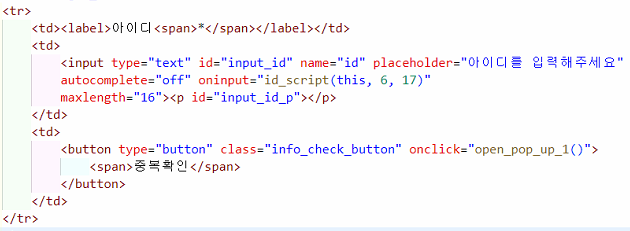 <tr>
<td><label>아이디<span>*</span></label></td>
<td>
<input type="text" id="input_id" name="id" placeholder="아이디를 입력해주세요"
autocomplete="off" oninput="id_script(this, 6, 17)"
maxlength="16"><p id="input_id_p"></p>
</td>
<td>
<button type="button" class="info_check_button" onclick="open_pop_up_1()">
<span>중복확인</span>
</button>
</td>
</tr>